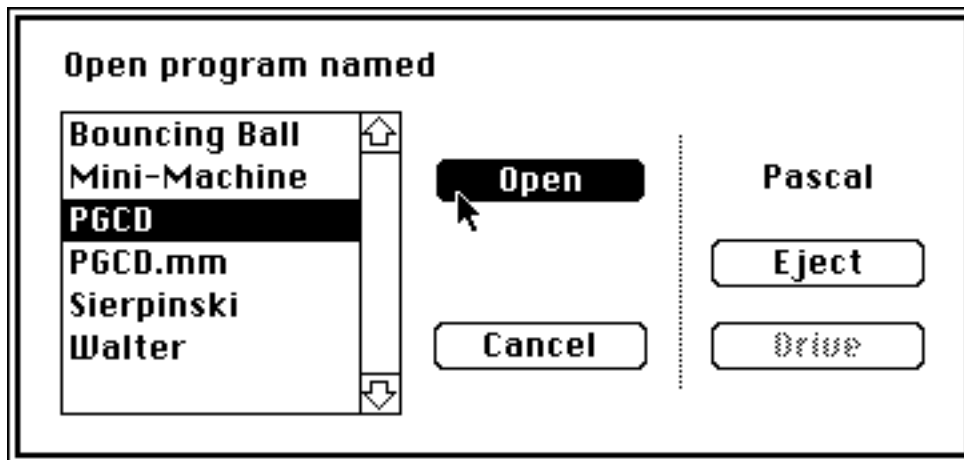 Open program named
Bouncing Ball
Mini-Machine
PGCD
PGCD.mm
Sierpinski
Walter
Open
Cancel
Pascal
Eject
Drive